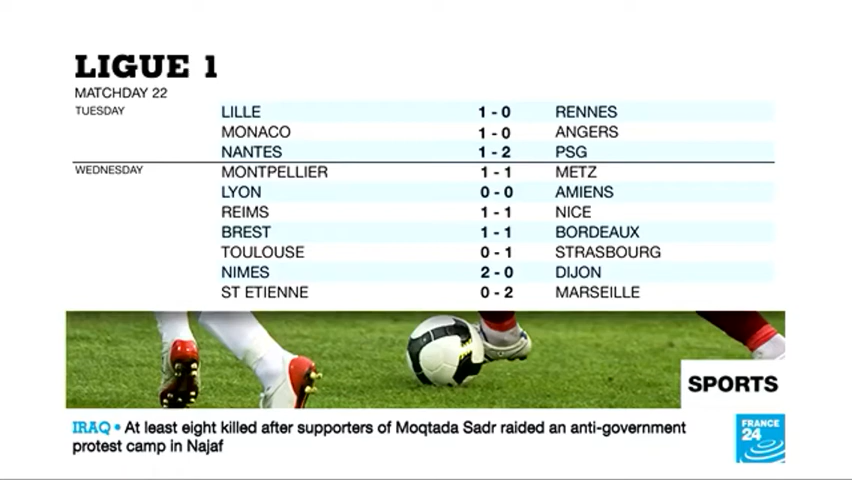 LIGUE 1
MATCHDAY 22
TUESDAY LILLE 1 - 0 RENNES
MONACO 1 - 0 ANGERS
NANTES 1 - 2 PSG
WEDNESDAY MONTPELLIER 1 - 1 METZ
LYON 0 - 0 AMIENS
REIMS 1 - 1 NICE
BREST 1 - 1 BORDEAUX
TOULOUSE 0 - 1 STRASBOURG
NIMES 2 - 0 DIJON
ST ETIENNE 0 - 2 MARSEILLE
SPORTS
IRAQ • At least eight killed after supporters of Moqtada Sadr raided an anti-government
protest camp in Najaf
FRANCE
24